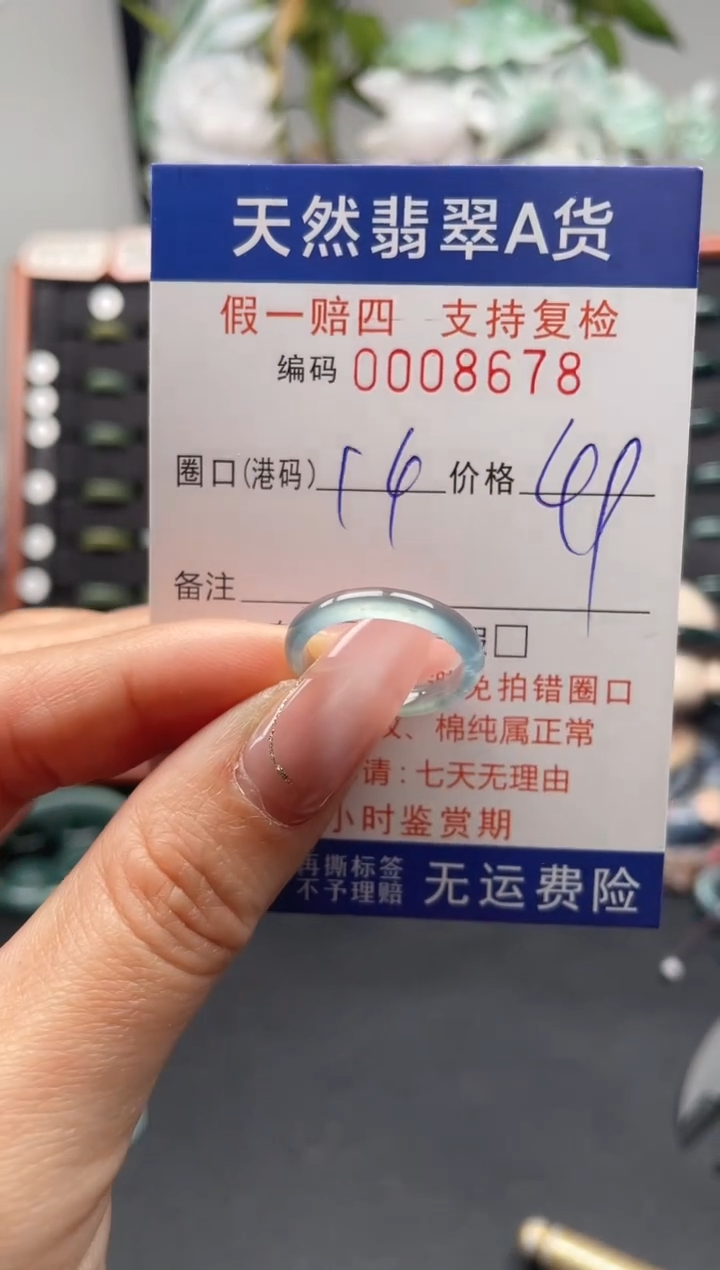 天然翡翠A货
假一赔四 支持复检
编码 0008678
圈口(港码) 14 价格
备注
□
免拍错圈口
、棉纯属正常
请:七天无理由
小时鉴赏期
再撕标签
不予理赔 无运费险